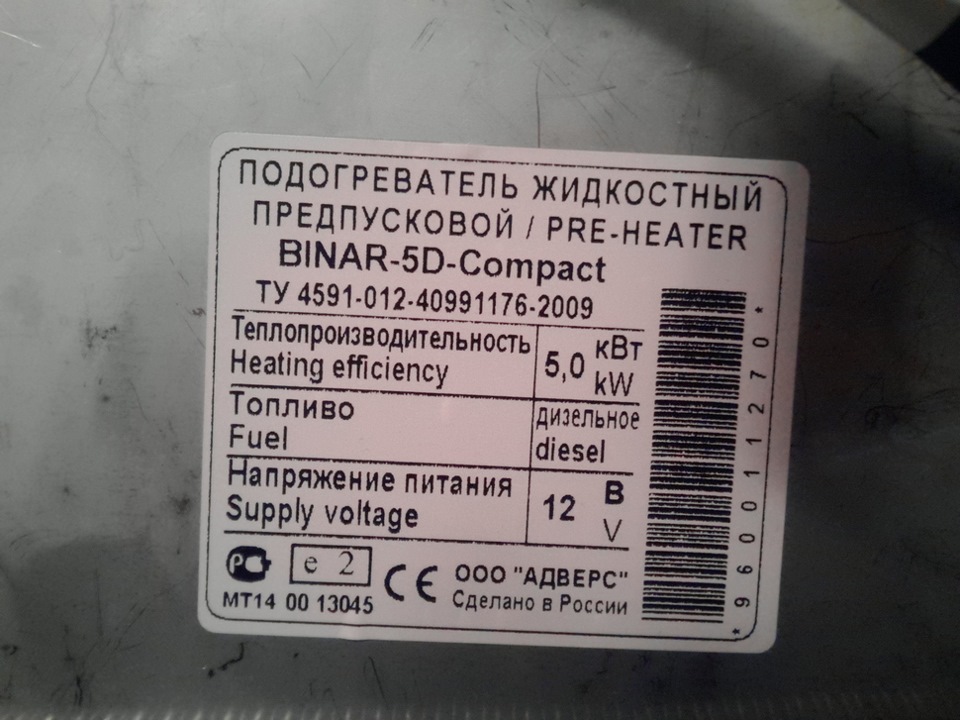 ПОДОГРЕВАТЕЛЬ ЖИДКОСТНЫЙ
ПРЕДПУСКОВОЙ / PRE-HEATER
BINAR-5D-Compact
ТУ 4591-012-40991176-2009
Теплопроизводительность
Heating efficiency
5,0 кВт
kW
Топливо
Fuel
дизельное
diesel
Напряжение питания
Supply voltage
12 В
V
РС
e 2
МТ14 00 13045
CE
ООО "АДВЕРС"
Сделано в России
*960011270*